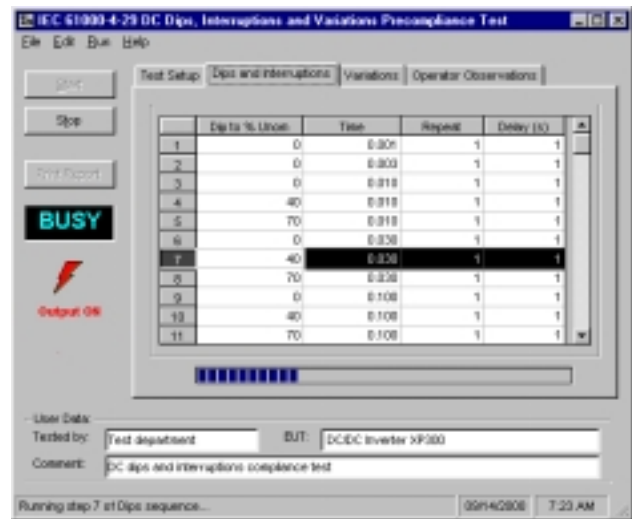 IEC 61000-4-29 DC Dips, Interruptions and Variations Precompliance Test
File Edit Bus Help
Start
Stop
Print Report
BUSY
Output ON
Test Setup Dips and interruptions Variations Operator Observations
Dip to % Unom Time Repeat Delay (s)
1 0 0.001 1 1
2 0 0.003 1 1
3 0 0.010 1 1
4 40 0.010 1 1
5 70 0.010 1 1
6 0 0.030 1 1
7 40 0.030 1 1
8 70 0.030 1 1
9 0 0.100 1 1
10 40 0.100 1 1
11 70 0.100 1 1
User Data:
Tested by: Test department EUT: DC/DC Inverter XP300
Comment: DC dips and interruptions compliance test
Running step 7 of Dips sequence... 09/14/2000 7:23 AM